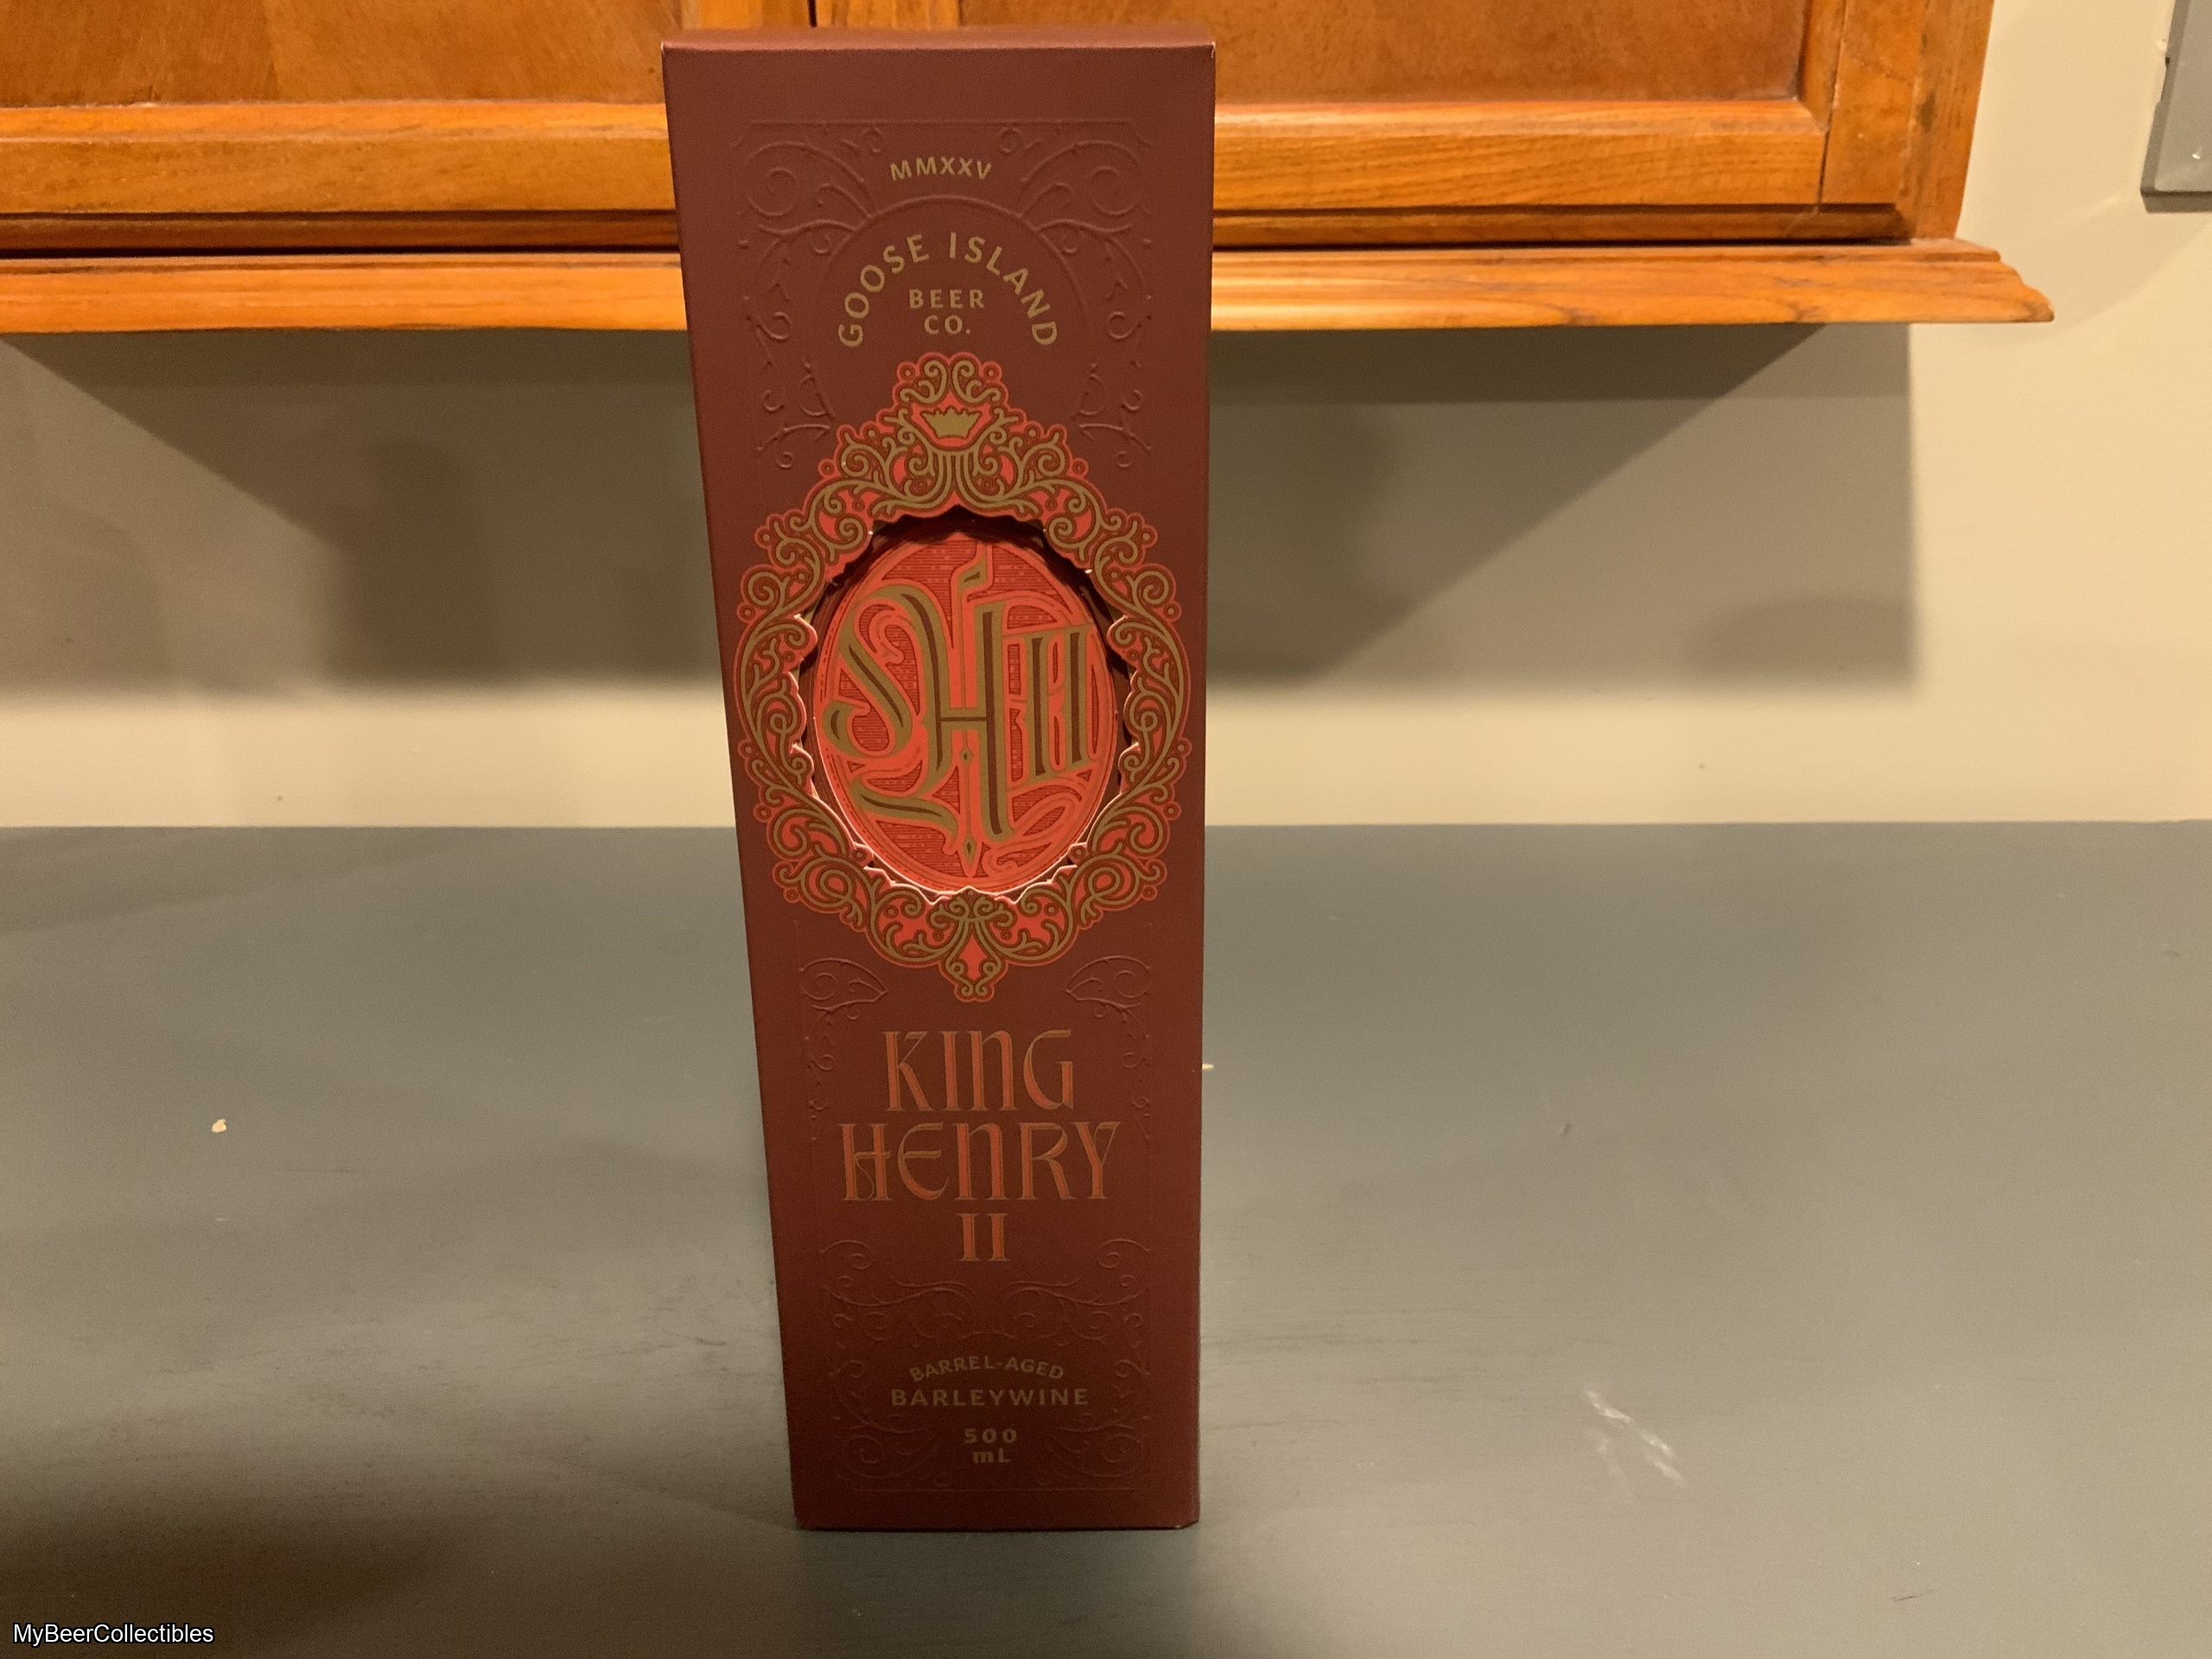 MMXXV
GOOSE ISLAND
BEER
CO.
KING
HENRY
II
BARREL-AGED
BARLEYWINE
500
mL
MyBeerCollectibles